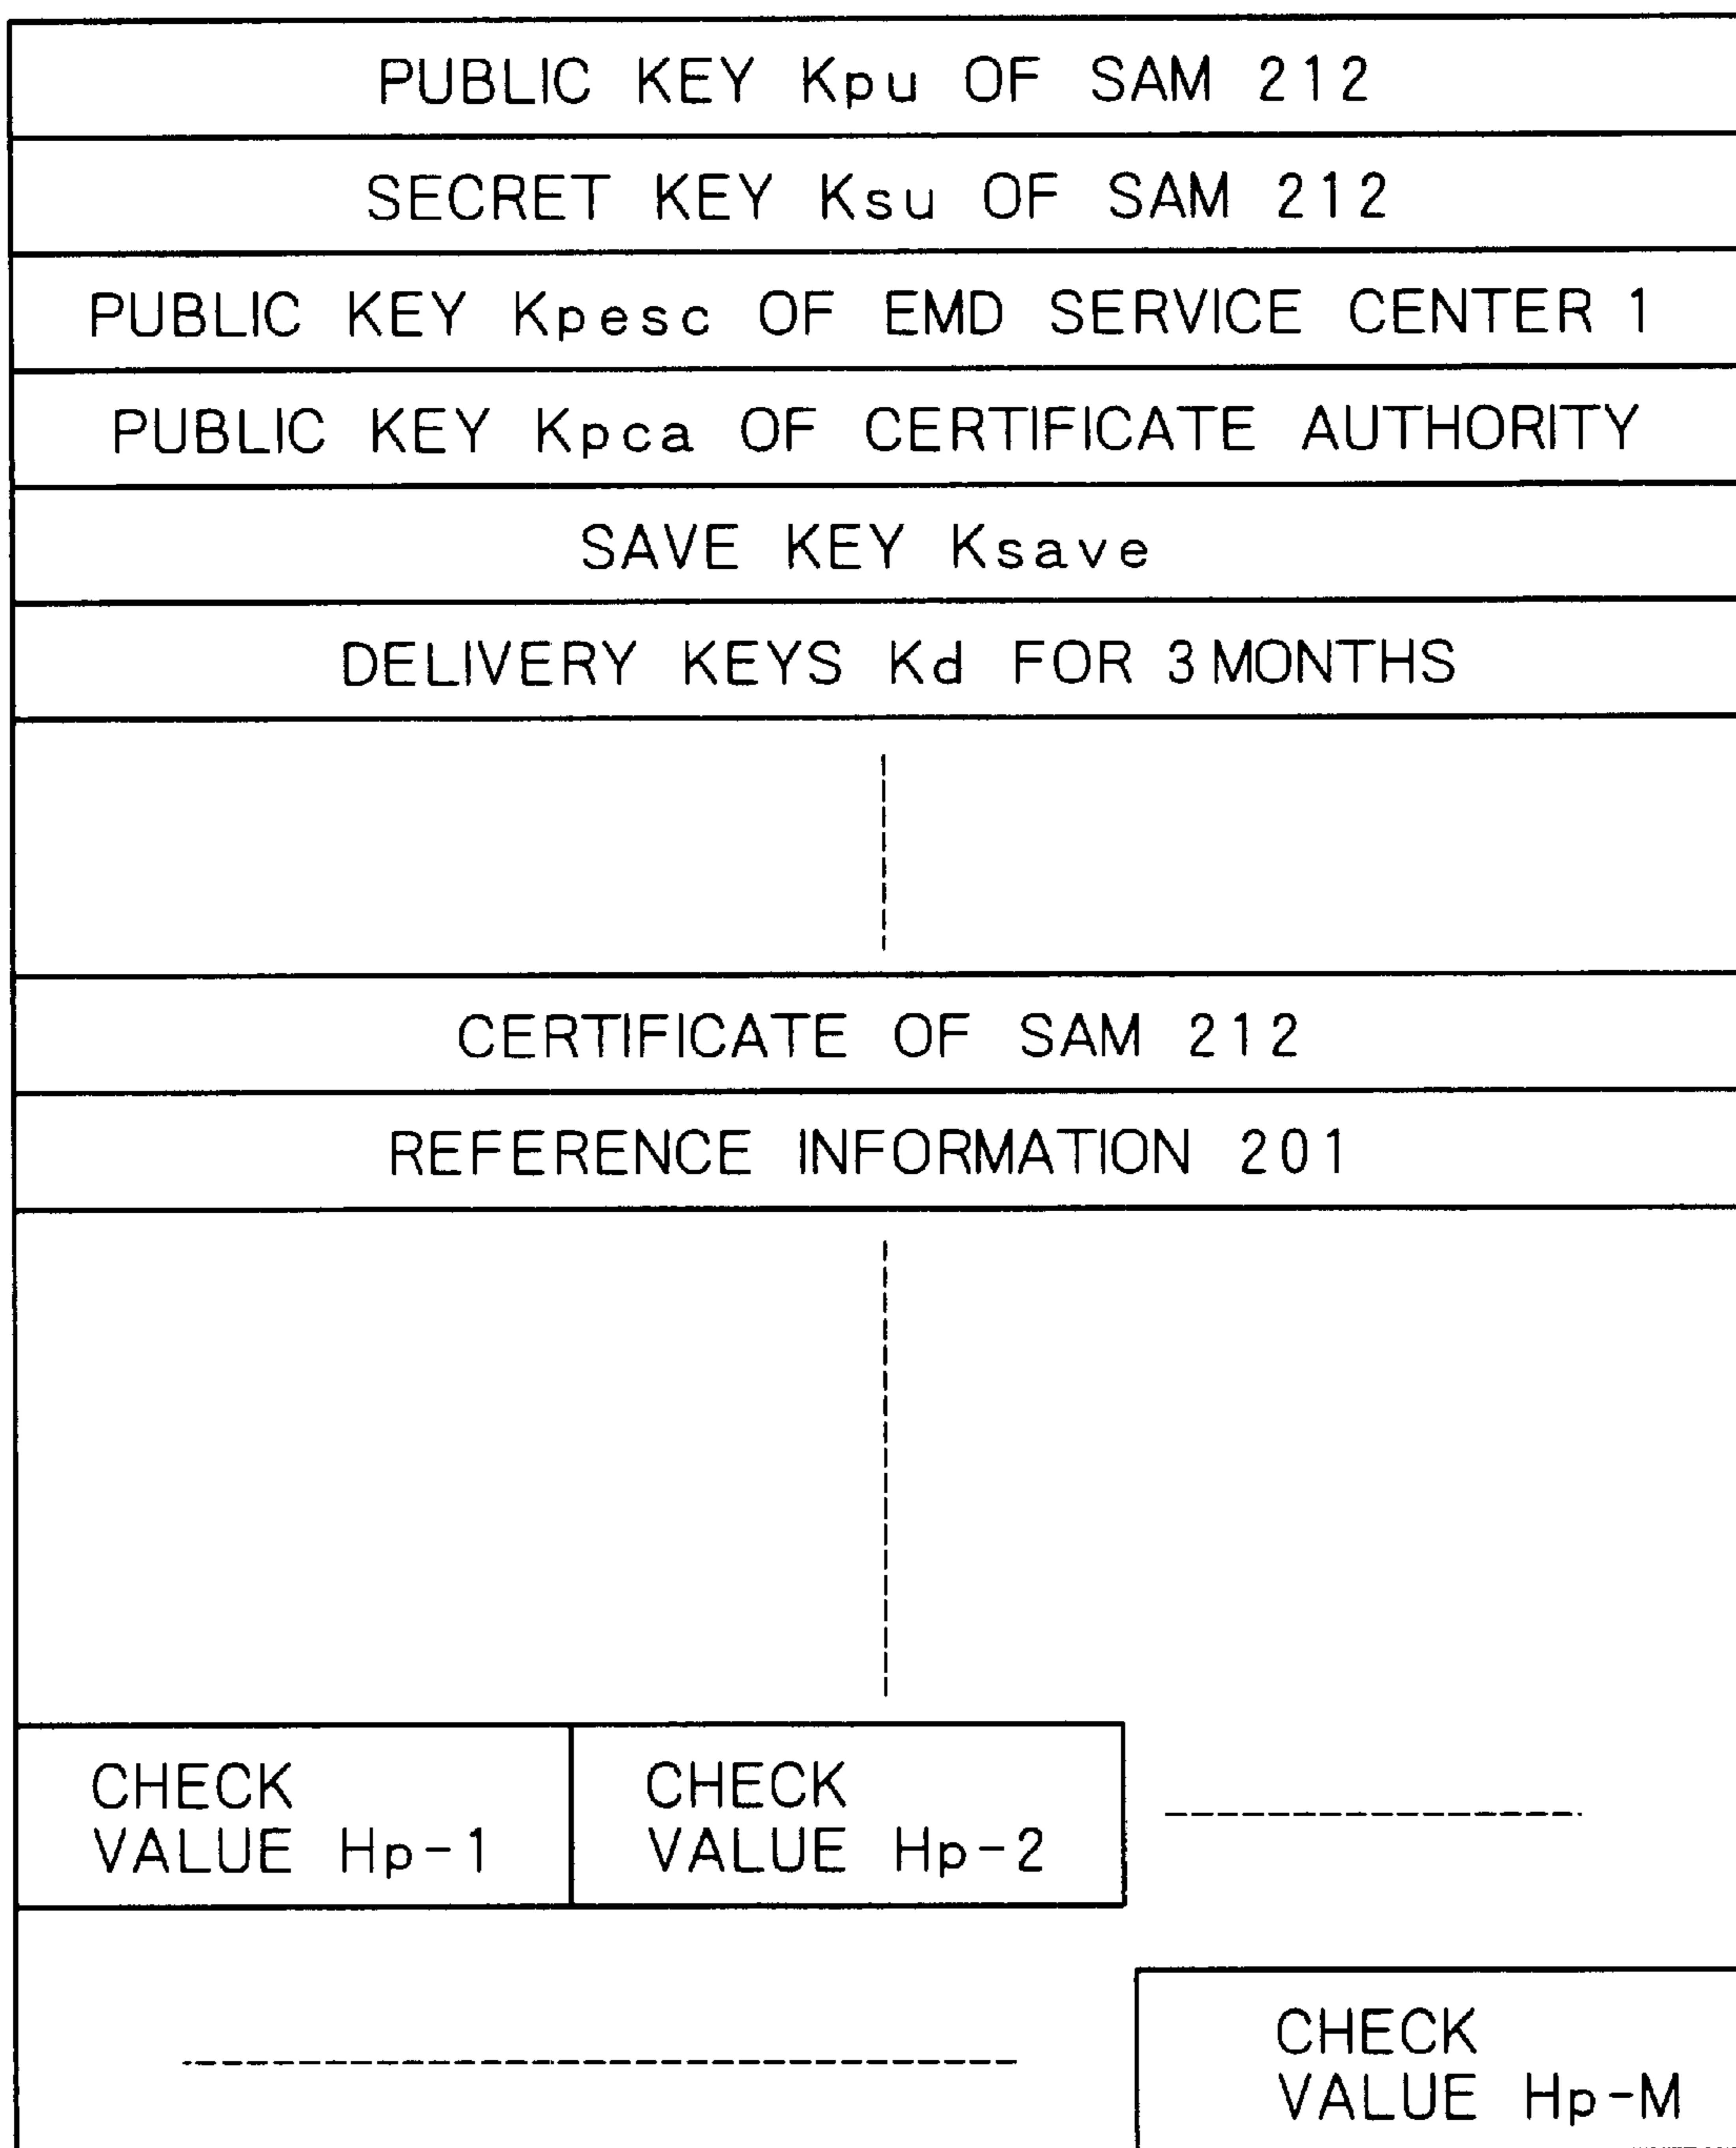 PUBLIC KEY Kpu OF SAM 212
SECRET KEY Ksu OF SAM 212
PUBLIC KEY Kpesc OF EMD SERVICE CENTER 1
PUBLIC KEY Kpca OF CERTIFICATE AUTHORITY
SAVE KEY Ksave
DELIVERY KEYS Kd FOR 3 MONTHS
CERTIFICATE OF SAM 212
REFERENCE INFORMATION 201
CHECK
VALUE Hp-1
CHECK
VALUE Hp-2
CHECK
VALUE Hp-M